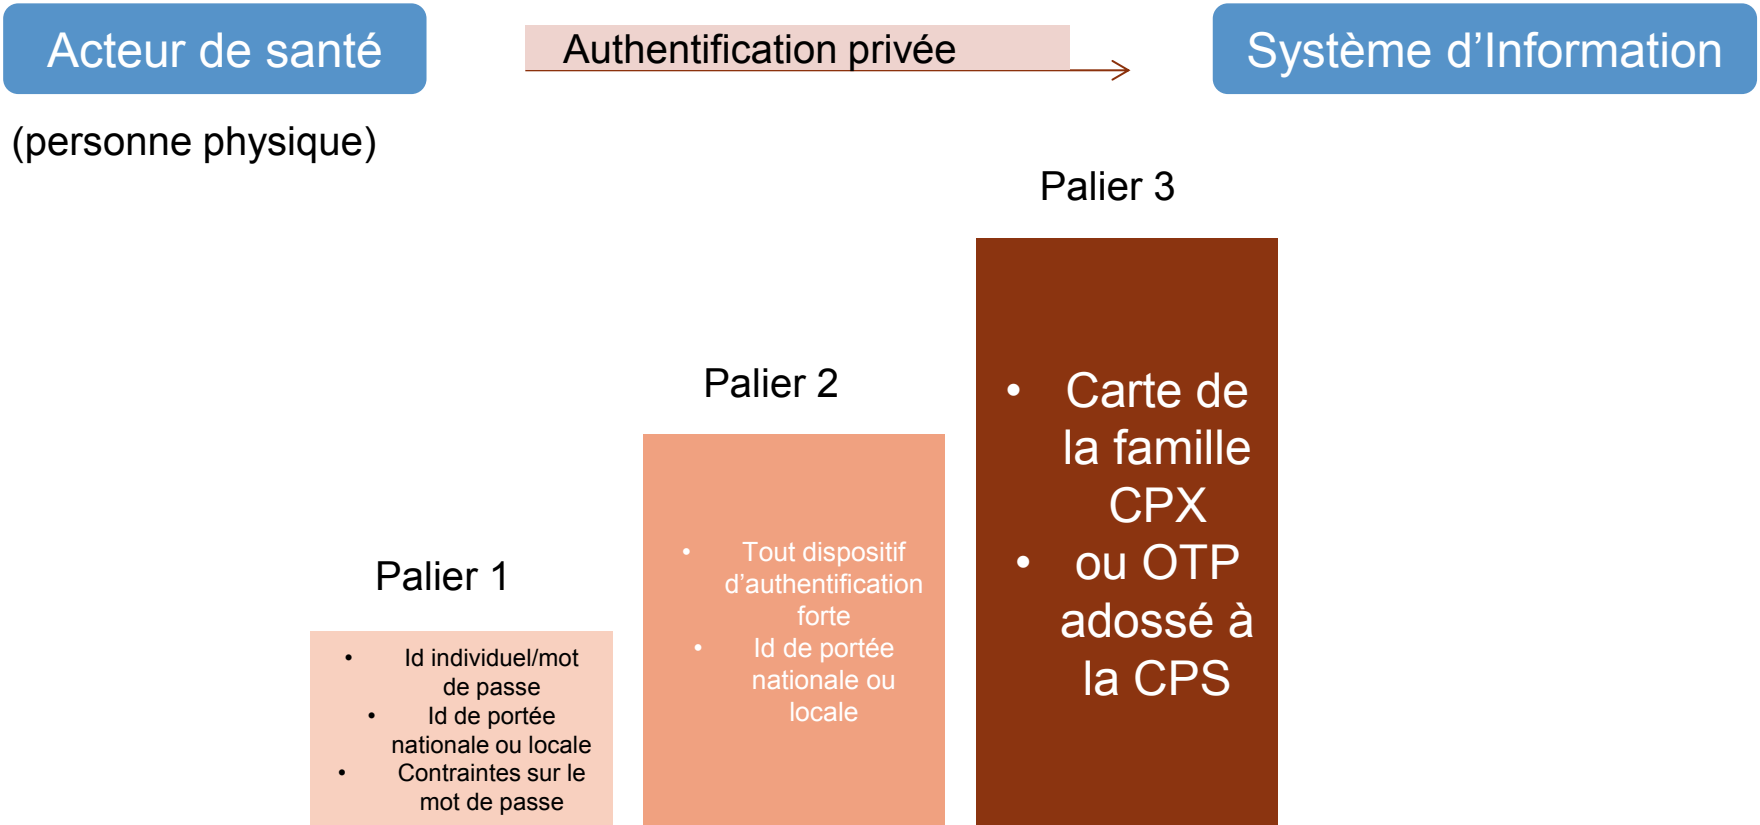 Acteur de santé
Authentification privée
Système d’Information
(personne physique)
Palier 3
Palier 2
Palier 1
• Id individuel/mot
de passe
• Id de portée
nationale ou locale
• Contraintes sur le
mot de passe
• Tout dispositif
d’authentification
forte
• Id de portée
nationale ou
locale
• Carte de
la famille
CPX
• ou OTP
adossé à
la CPS